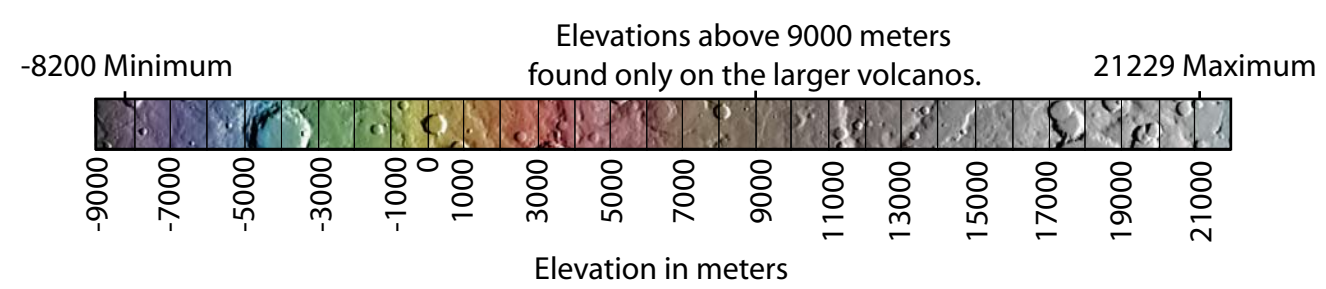 Elevations above 9000 meters
-8200 Minimum found only on the larger volcanos. 21229 Maximum
-9000 -7000 -5000 -3000 -1000 0 1000 3000 5000 7000 9000 11000 13000 15000 17000 19000 21000
Elevation in meters